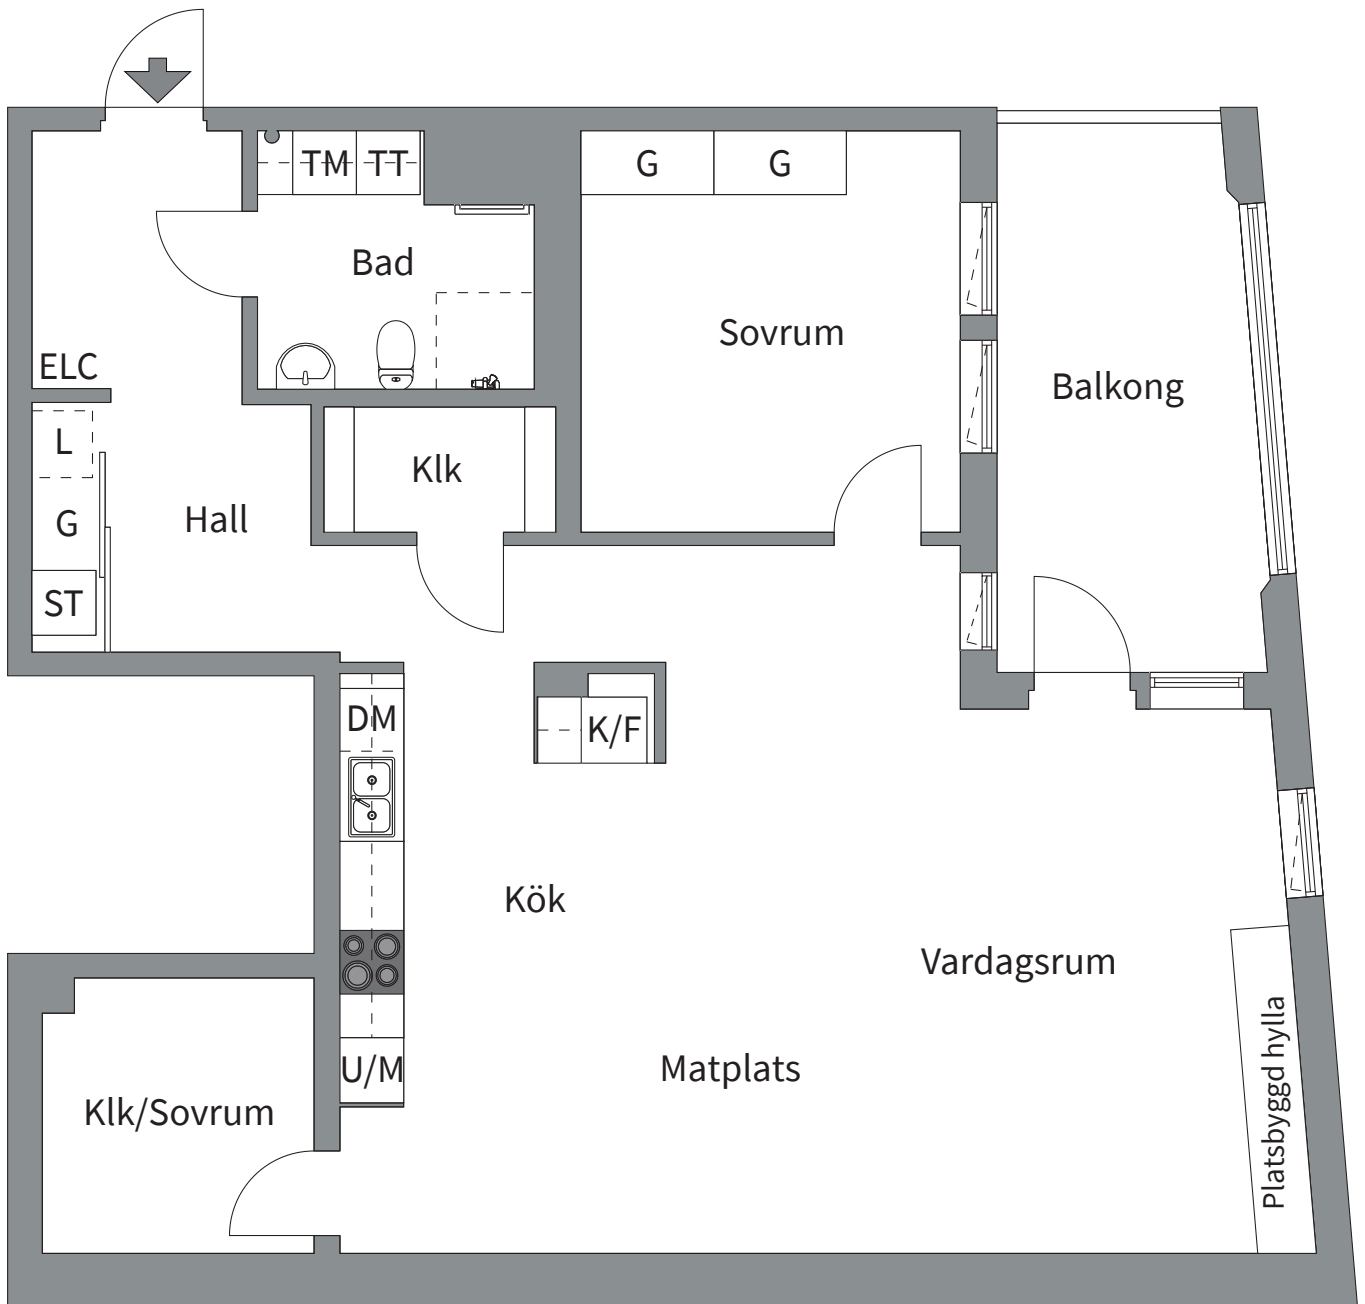 TM
TT
G
G
Bad
Sovrum
ELC
Balkong
L
Klk
G
Hall
ST
DM
K/F
Kök
Vardagsrum
U/M
Matplats
Platsbyggd hylla
Klk/Sovrum